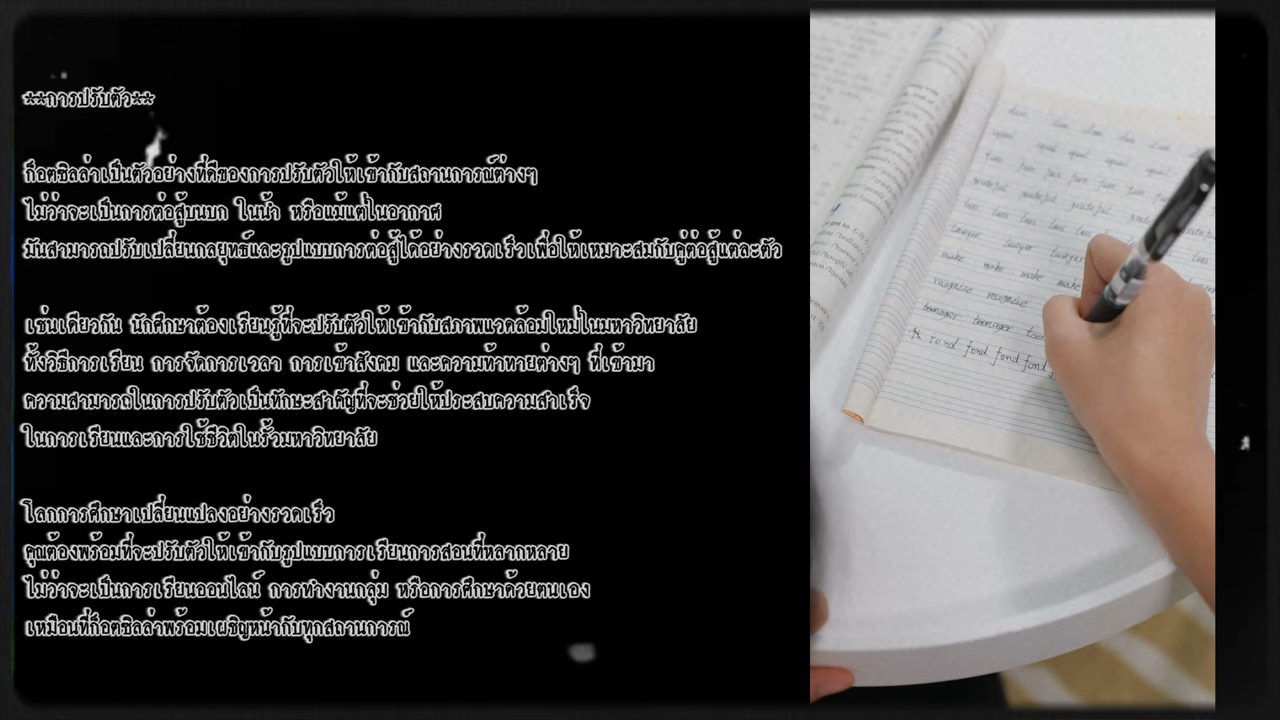 **การปรับตัว**
ก็อตซิลล่าเป็นตัวอย่างที่ดีของการปรับตัวให้เข้ากับสถานการณ์ต่างๆ
ไม่ว่าจะเป็นการต่อสู้บนบก ในน้ำ หรือแม้แต่ในอากาศ
มันสามารถปรับเปลี่ยนกลยุทธ์และรูปแบบการต่อสู้ได้อย่างรวดเร็วเพื่อให้เหมาะสมกับคู่ต่อสู้แต่ละตัว
เช่นเดียวกัน นักศึกษาต้องเรียนรู้ที่จะปรับตัวให้เข้ากับสภาพแวดล้อมใหม่ในมหาวิทยาลัย
ทั้งวิธีการเรียน การจัดการเวลา การเข้าสังคม และความท้าทายต่างๆ ที่เข้ามา
ความสามารถในการปรับตัวเป็นทักษะสำคัญที่จะช่วยให้ประสบความสำเร็จ
ในการเรียนและการใช้ชีวิตในรั้วมหาวิทยาลัย
โลกการศึกษาเปลี่ยนแปลงอย่างรวดเร็ว
คุณต้องพร้อมที่จะปรับตัวให้เข้ากับรูปแบบการเรียนการสอนที่หลากหลาย
ไม่ว่าจะเป็นการเรียนออนไลน์ การทำงานกลุ่ม หรือการศึกษาด้วยตนเอง
เหมือนที่ก็อตซิลล่าพร้อมเผชิญหน้ากับทุกสถานการณ์
equal equal equal
grateful grateful
lawyer lawyer
make make make make
recognise recognise
teenager teenager
fond fond fond